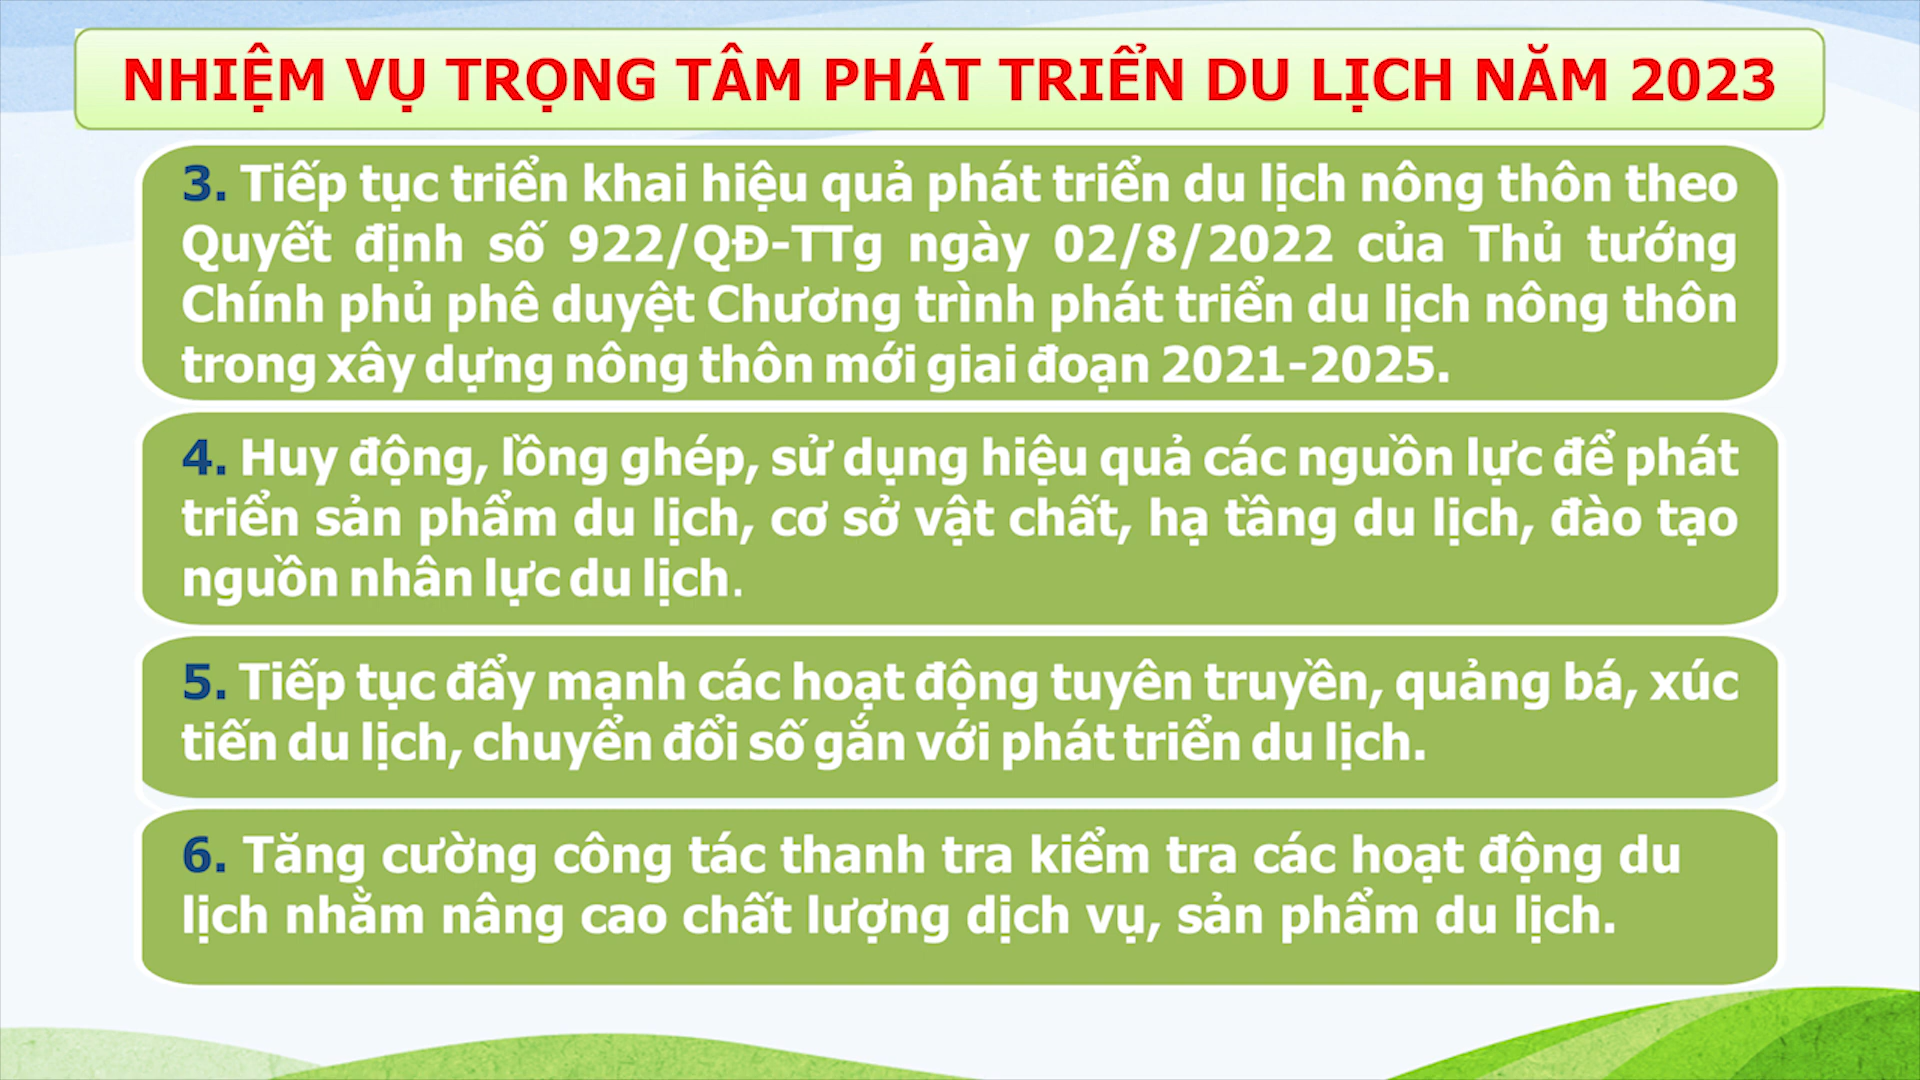 NHIỆM VỤ TRỌNG TÂM PHÁT TRIỂN DU LỊCH NĂM 2023
3. Tiếp tục triển khai hiệu quả phát triển du lịch nông thôn theo
Quyết định số 922/QĐ-TTg ngày 02/8/2022 của Thủ tướng
Chính phủ phê duyệt Chương trình phát triển du lịch nông thôn
trong xây dựng nông thôn mới giai đoạn 2021-2025.
4. Huy động, lồng ghép, sử dụng hiệu quả các nguồn lực để phát
triển sản phẩm du lịch, cơ sở vật chất, hạ tầng du lịch, đào tạo
nguồn nhân lực du lịch.
5. Tiếp tục đẩy mạnh các hoạt động tuyên truyền, quảng bá, xúc
tiến du lịch, chuyển đổi số gắn với phát triển du lịch.
6. Tăng cường công tác thanh tra kiểm tra các hoạt động du
lịch nhằm nâng cao chất lượng dịch vụ, sản phẩm du lịch.